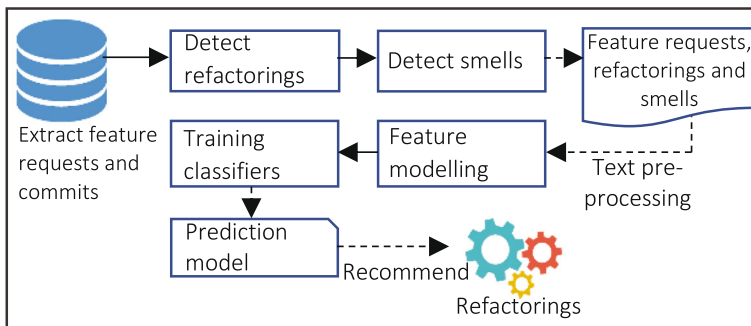 Extract feature
requests and
commits
Detect
refactorings
Detect smells
Feature requests,
refactorings and
smells
Text pre-
processing
Feature
modelling
Training
classifiers
Prediction
model
Recommend
Refactorings